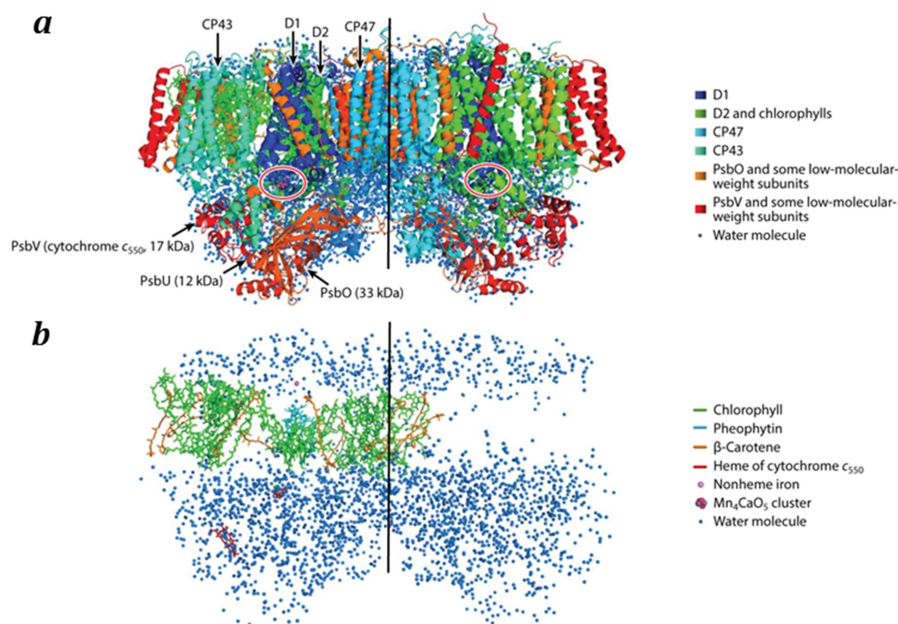 a
CP43
D1
D2
CP47
D1
D2 and chlorophylls
CP47
CP43
PsbO and some low-molecular-
weight subunits
PsbV and some low-molecular-
weight subunits
Water molecule
PsbV (cytochrome c₅₅₀, 17 kDa)
PsbU (12 kDa)
PsbO (33 kDa)
b
Chlorophyll
Pheophytin
β-Carotene
Heme of cytochrome c₅₅₀
Nonheme iron
Mn₄CaO₅ cluster
Water molecule